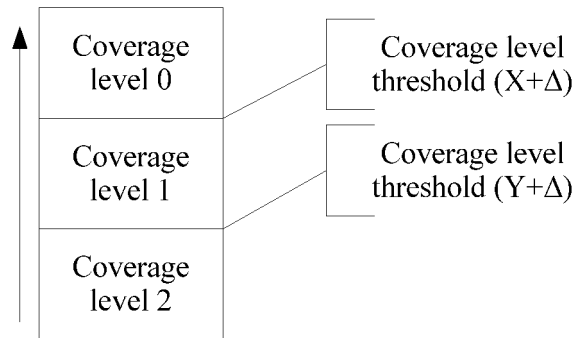 Coverage
level 0
Coverage level
threshold (X+Δ)
Coverage
level 1
Coverage level
threshold (Y+Δ)
Coverage
level 2